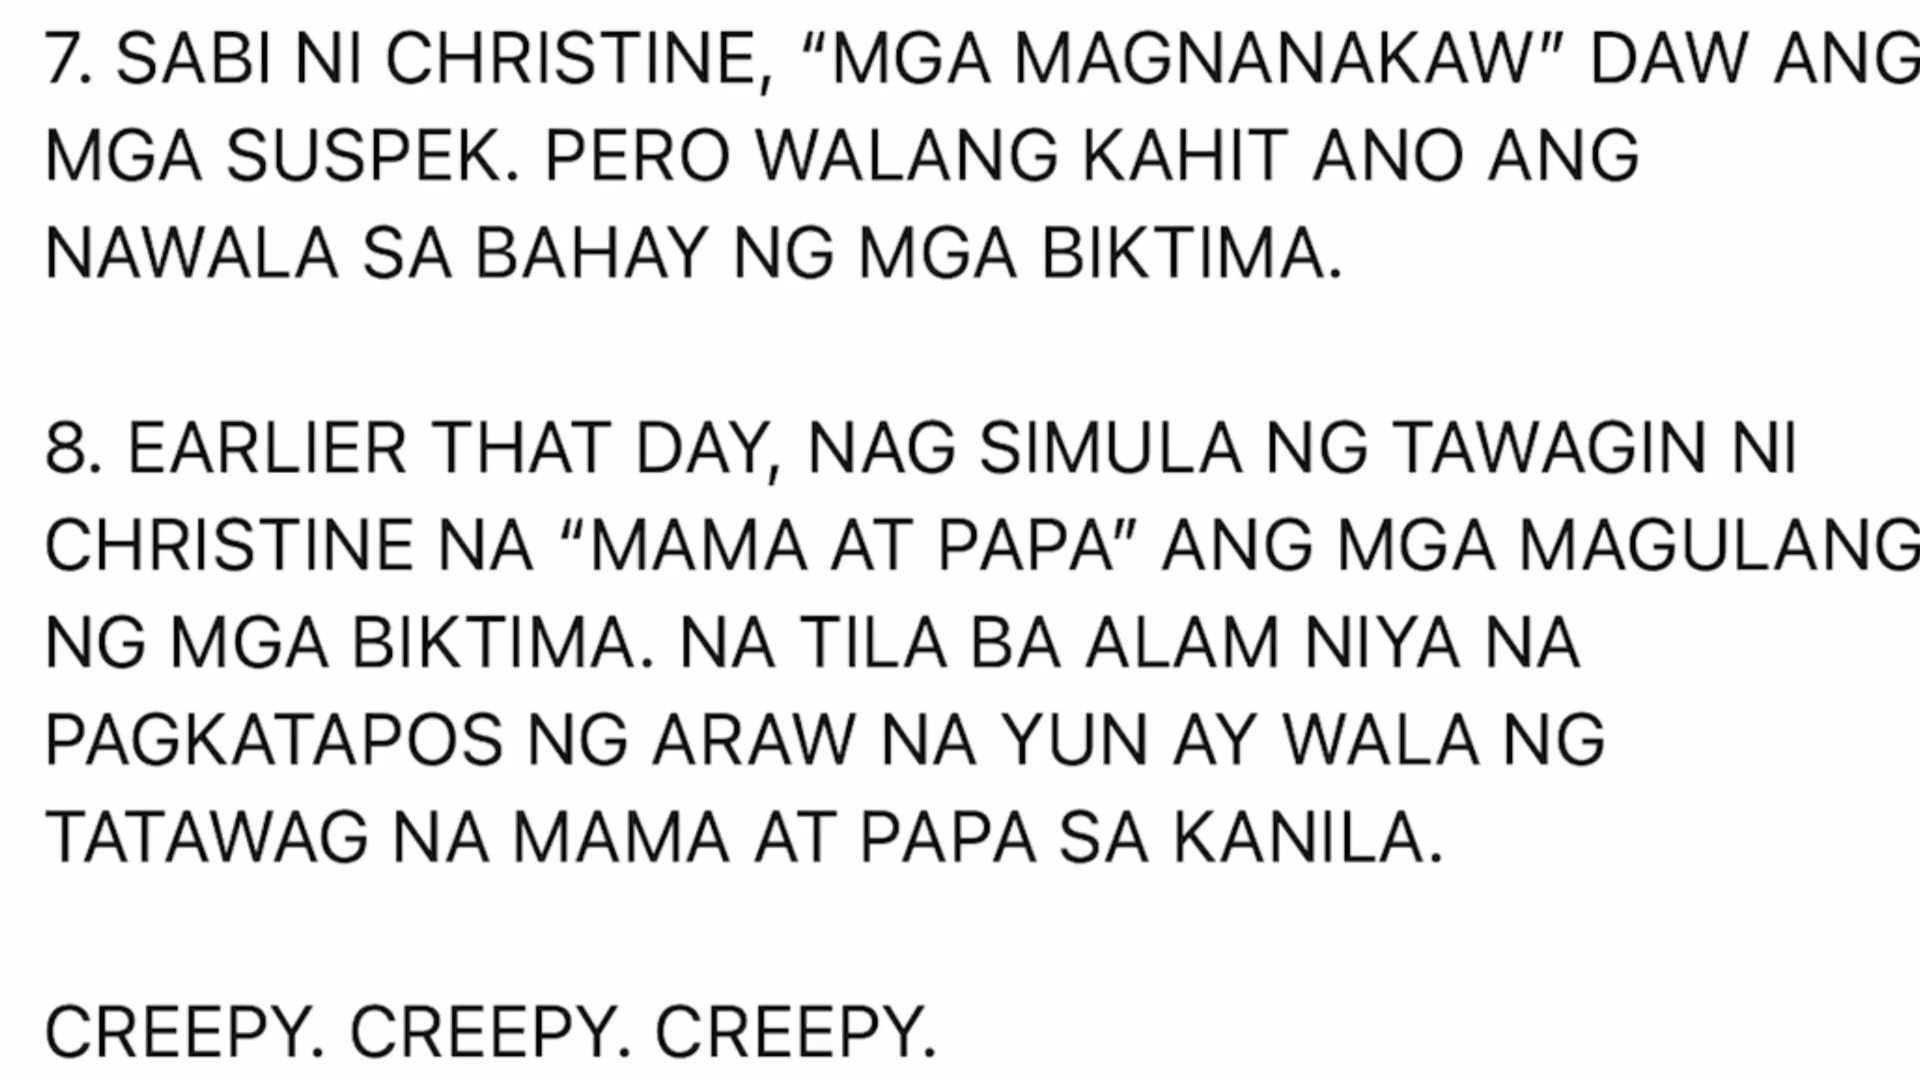 7. SABI NI CHRISTINE, “MGA MAGNANAKAW” DAW ANG
MGA SUSPEK. PERO WALANG KAHIT ANO ANG
NAWALA SA BAHAY NG MGA BIKTIMA.
8. EARLIER THAT DAY, NAG SIMULA NG TAWAGIN NI
CHRISTINE NA “MAMA AT PAPA” ANG MGA MAGULANG
NG MGA BIKTIMA. NA TILA BA ALAM NIYA NA
PAGKATAPOS NG ARAW NA YUN AY WALA NG
TATAWAG NA MAMA AT PAPA SA KANILA.
CREEPY. CREEPY. CREEPY.